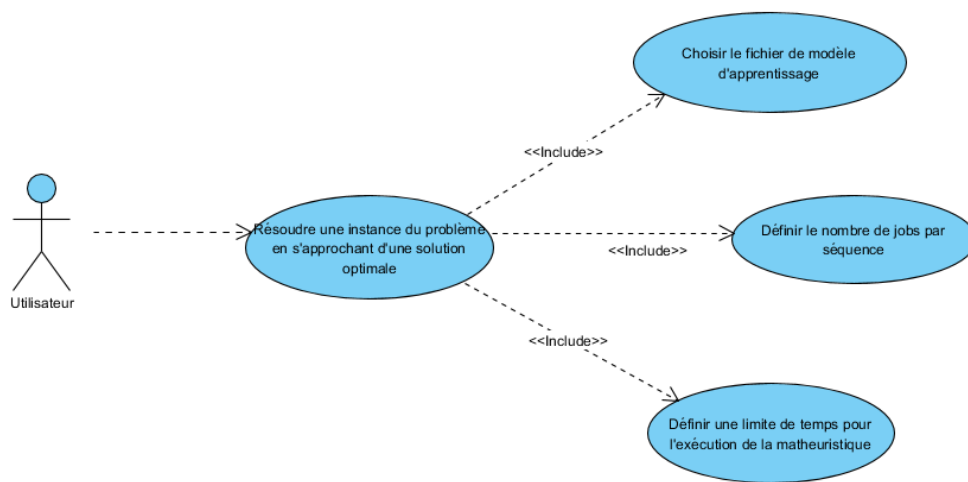 Choisir le fichier de modèle
d'apprentissage
<<Include>>
Utilisateur
Résoudre une instance du problème
en s'approchant d'une solution
optimale
<<Include>>
Définir le nombre de jobs par
séquence
<<Include>>
Définir une limite de temps pour
l'exécution de la matheuristique